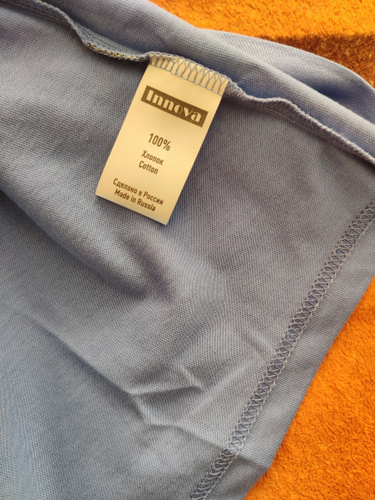 Innova
100%
Хлопок
Cotton
Сделано в России
Made in Russia